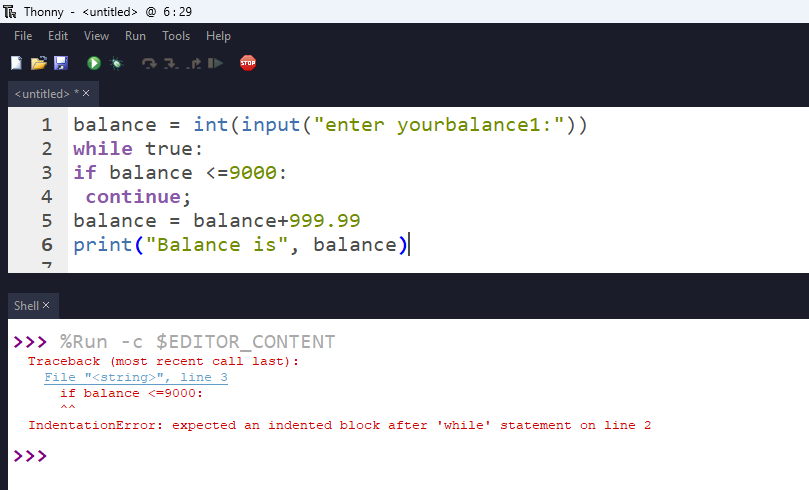 Thonny - <untitled> @ 6:29
File Edit View Run Tools Help
STOP
<untitled> * ×
1 balance = int(input("enter yourbalance1:"))
2 while true:
3 if balance <=9000:
4  continue;
5 balance = balance+999.99
6 print("Balance is", balance)
7
Shell ×
>>> %Run -c $EDITOR_CONTENT
Traceback (most recent call last):
File "<string>", line 3
if balance <=9000:
^^
IndentationError: expected an indented block after 'while' statement on line 2
>>>